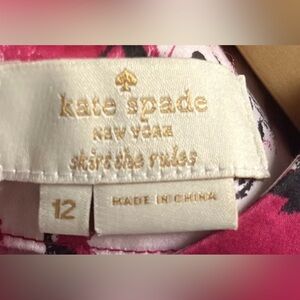 kate spade
NEW YORK
skirt the rules
12
MADE IN CHINA